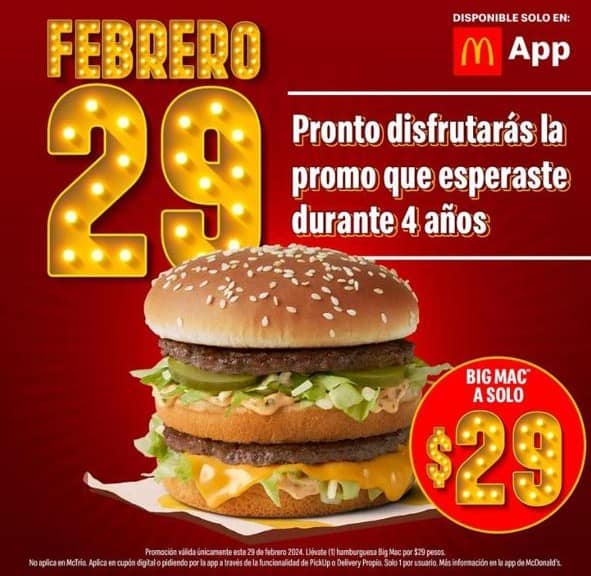 FEBRERO
29
DISPONIBLE SOLO EN:
App
Pronto disfrutarás la
promo que esperaste
durante 4 años
BIG MAC™
A SOLO
$29
Promoción válida únicamente este 29 de febrero 2024. Llévate (1) hamburguesa Big Mac por $29 pesos.
No aplica en McTrio. Aplica en cupón digital o pidiendo por la app a través de la funcionalidad de PickUp o Delivery Propio. Solo 1 por usuario. Más información en la app de McDonald's.